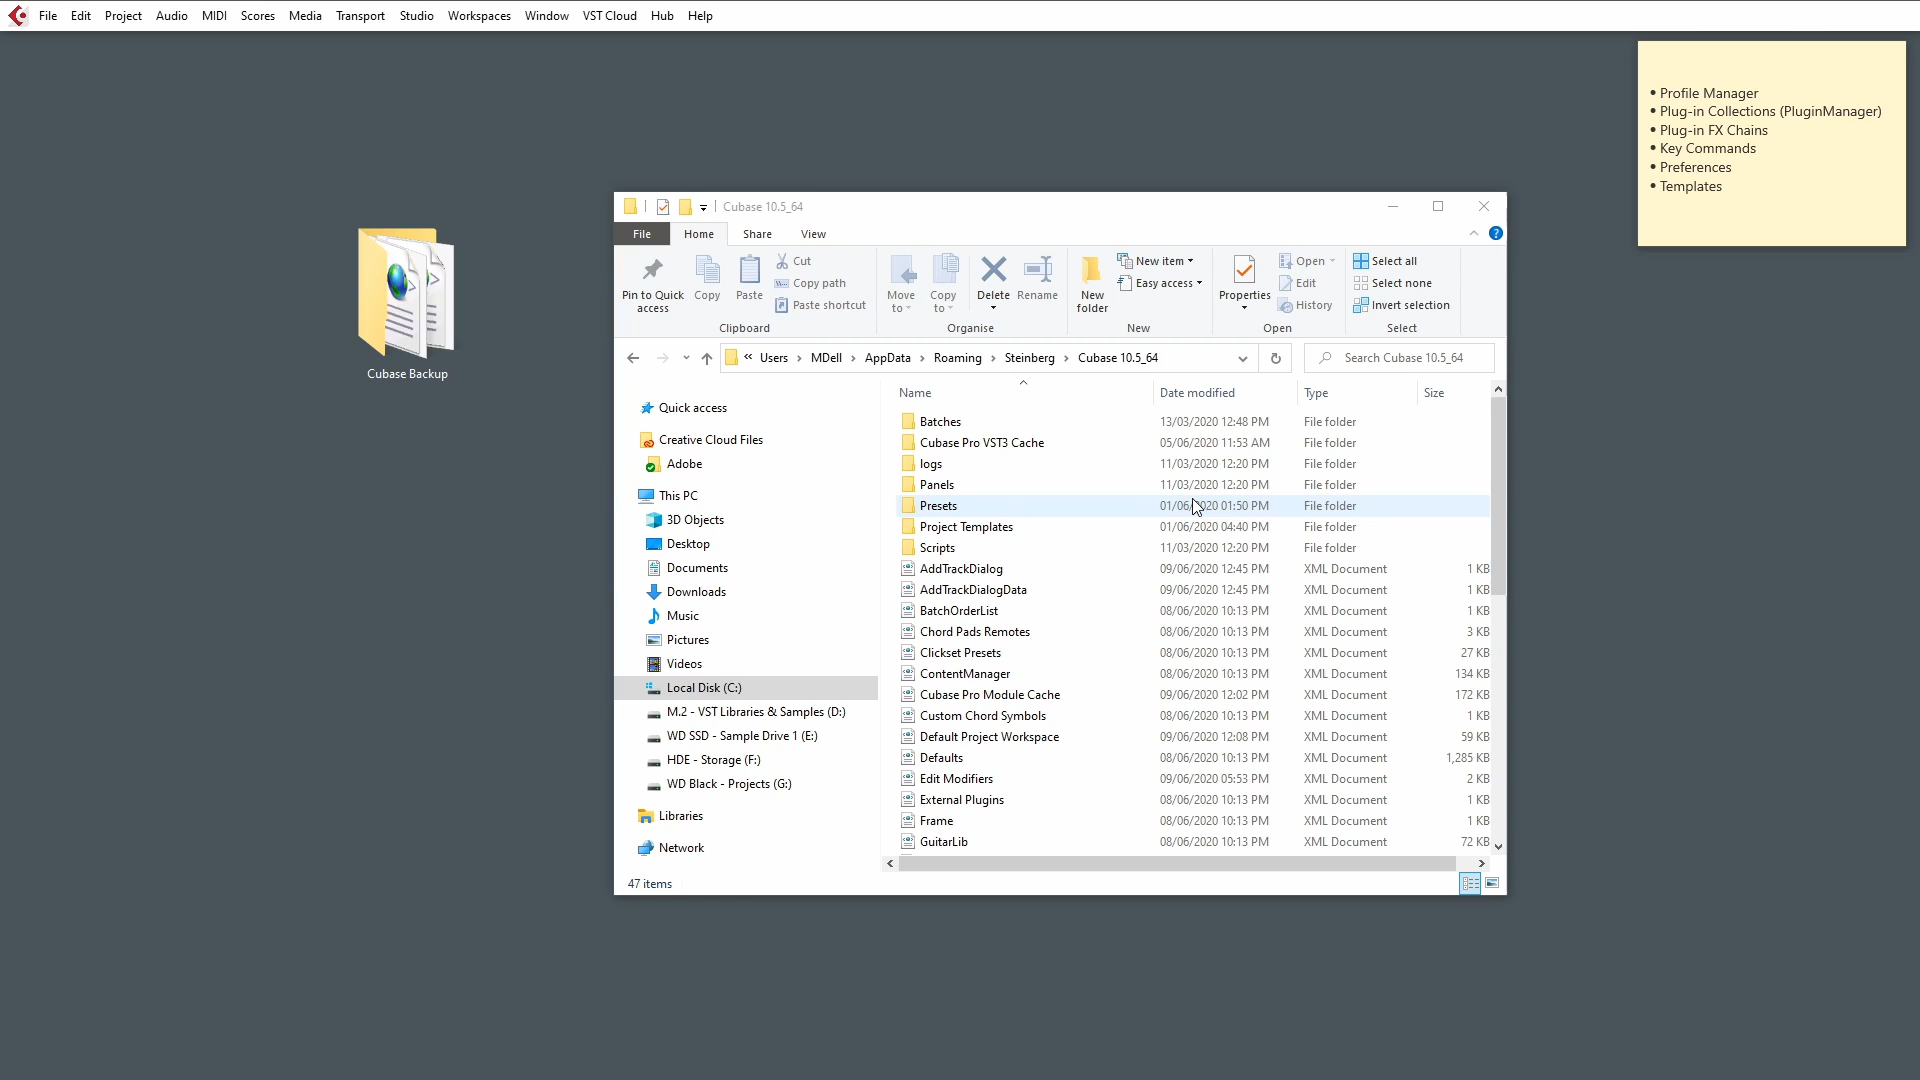 File Edit Project Audio MIDI Scores Media Transport Studio Workspaces Window VST Cloud Hub Help
• Profile Manager
• Plug-in Collections (PluginManager)
• Plug-in FX Chains
• Key Commands
• Preferences
• Templates
Cubase Backup
Cubase 10.5_64
File Home Share View
Pin to Quick access
Copy
Paste
Cut
Copy path
Paste shortcut
Clipboard
Move to
Copy to
Delete
Rename
Organise
New folder
New item
Easy access
New
Properties
Open
Edit
History
Open
Select all
Select none
Invert selection
Select
« Users › MDell › AppData › Roaming › Steinberg › Cubase 10.5_64
Search Cubase 10.5_64
Quick access
Creative Cloud Files
Adobe
This PC
3D Objects
Desktop
Documents
Downloads
Music
Pictures
Videos
Local Disk (C:)
M.2 - VST Libraries & Samples (D:)
WD SSD - Sample Drive 1 (E:)
HDE - Storage (F:)
WD Black - Projects (G:)
Libraries
Network
Name Date modified Type Size
Batches 13/03/2020 12:48 PM File folder
Cubase Pro VST3 Cache 05/06/2020 11:53 AM File folder
logs 11/03/2020 12:20 PM File folder
Panels 11/03/2020 12:20 PM File folder
Presets 01/06/2020 01:50 PM File folder
Project Templates 01/06/2020 04:40 PM File folder
Scripts 11/03/2020 12:20 PM File folder
AddTrackDialog 09/06/2020 12:45 PM XML Document 1 KB
AddTrackDialogData 09/06/2020 12:45 PM XML Document 1 KB
BatchOrderList 08/06/2020 10:13 PM XML Document 1 KB
Chord Pads Remotes 08/06/2020 10:13 PM XML Document 3 KB
Clickset Presets 08/06/2020 10:13 PM XML Document 27 KB
ContentManager 08/06/2020 10:13 PM XML Document 134 KB
Cubase Pro Module Cache 09/06/2020 12:02 PM XML Document 172 KB
Custom Chord Symbols 08/06/2020 10:13 PM XML Document 1 KB
Default Project Workspace 09/06/2020 12:08 PM XML Document 59 KB
Defaults 08/06/2020 10:13 PM XML Document 1,285 KB
Edit Modifiers 09/06/2020 05:53 PM XML Document 2 KB
External Plugins 08/06/2020 10:13 PM XML Document 1 KB
Frame 08/06/2020 10:13 PM XML Document 1 KB
GuitarLib 08/06/2020 10:13 PM XML Document 72 KB
47 items